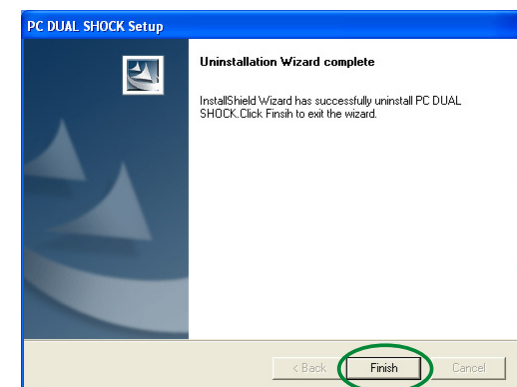 PC DUAL SHOCK Setup
Uninstallation Wizard complete
InstallShield Wizard has successfully uninstall PC DUAL
SHOCK.Click Finsih to exit the wizard.
< Back Finish Cancel